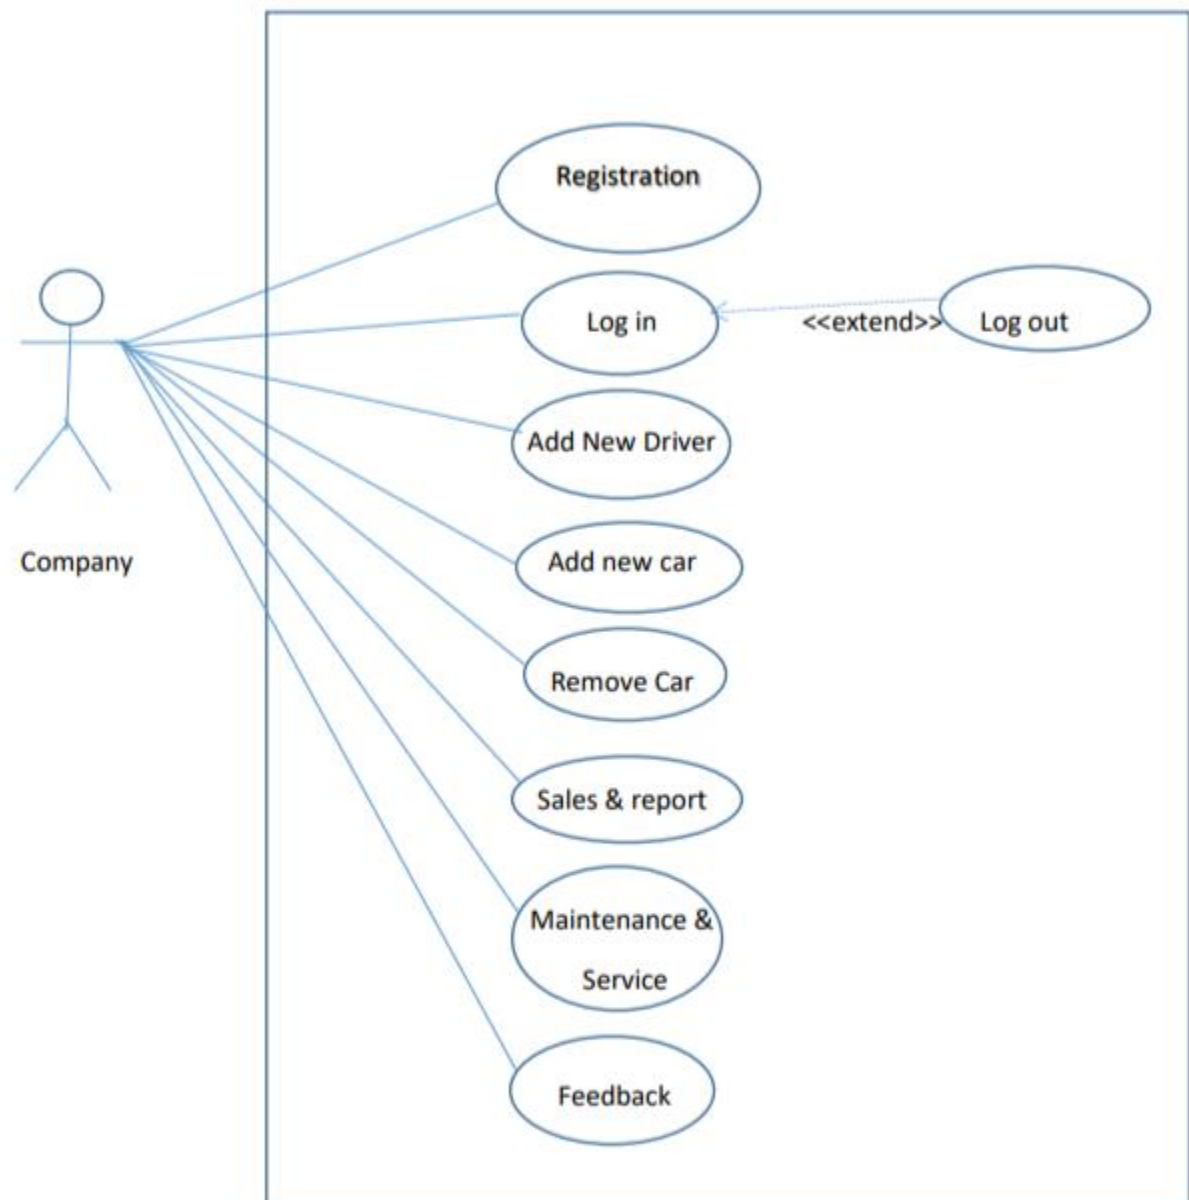 Registration
Log in
<<extend>>
Log out
Add New Driver
Company
Add new car
Remove Car
Sales & report
Maintenance &
Service
Feedback